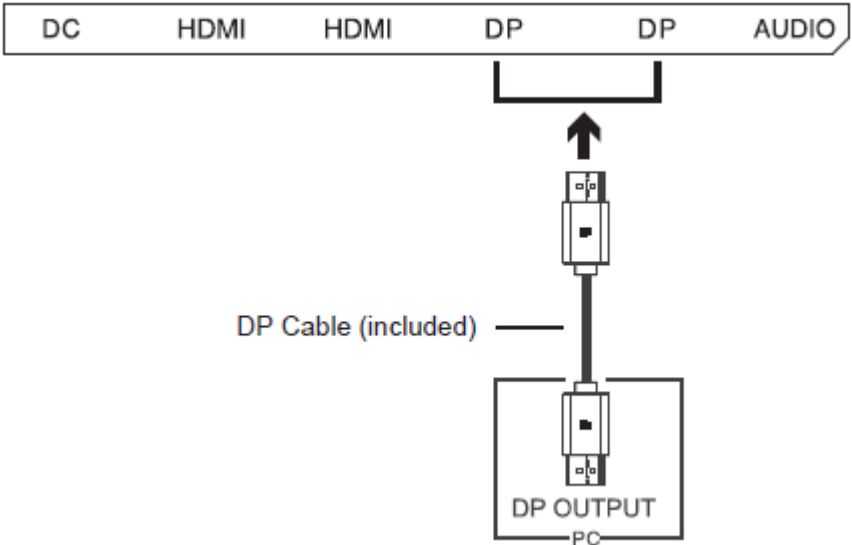 DC HDMI HDMI DP DP AUDIO
DP Cable (included)
DP OUTPUT
PC